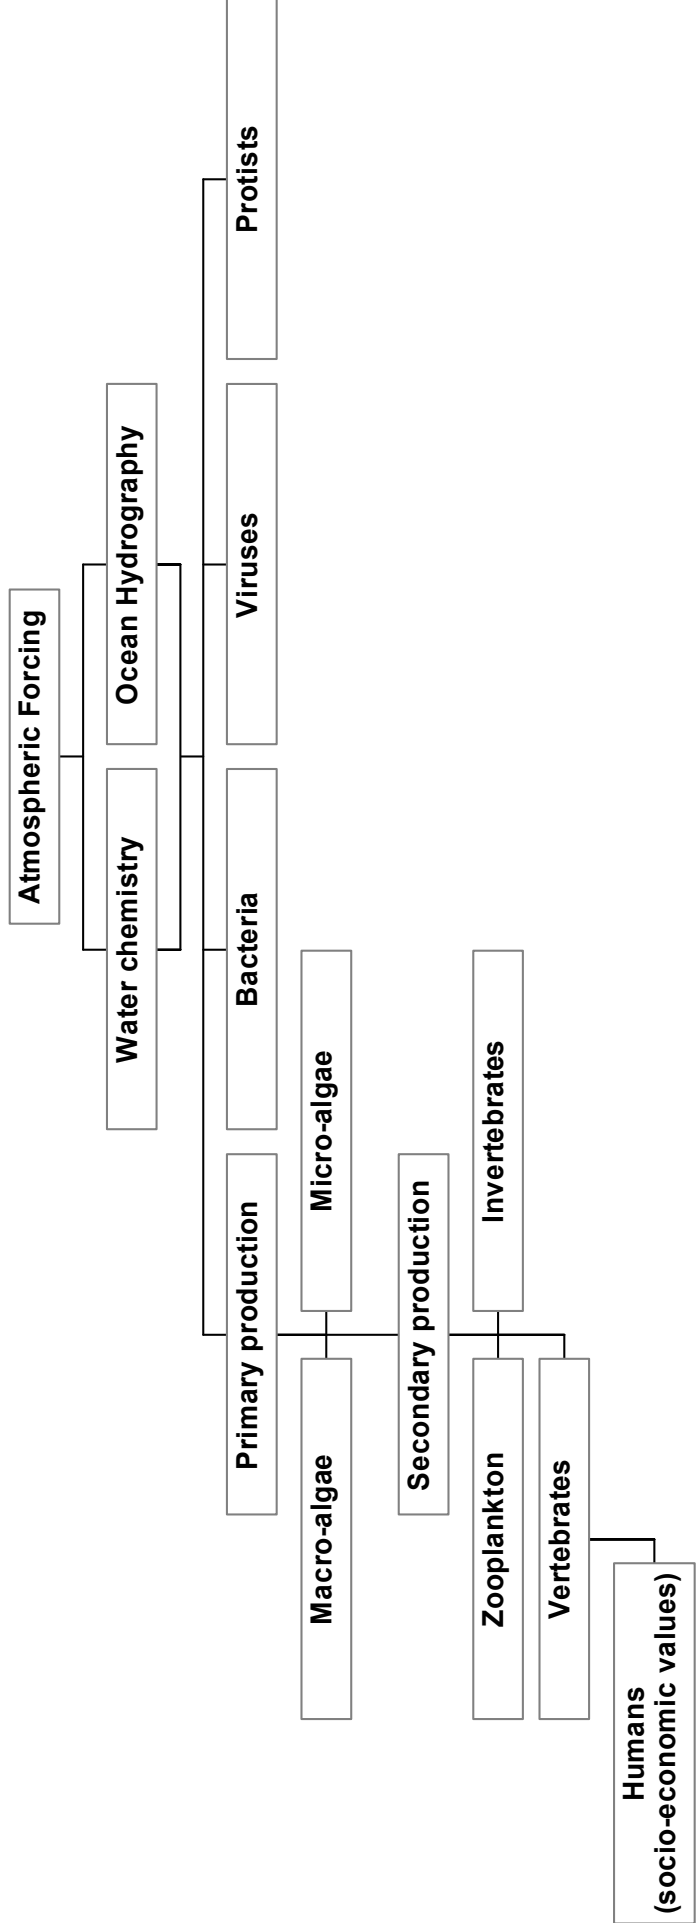 Atmospheric Forcing
Water chemistry
Ocean Hydrography
Primary production
Bacteria
Viruses
Protists
Macro-algae
Micro-algae
Secondary production
Zooplankton
Invertebrates
Vertebrates
Humans
(socio-economic values)